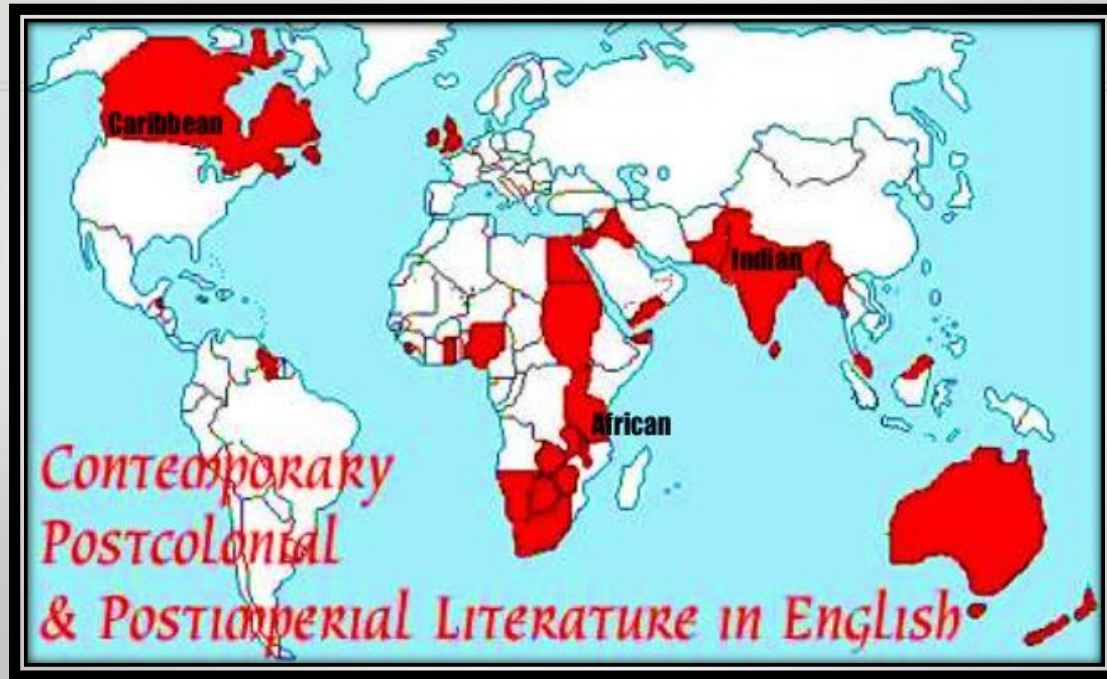 Caribbean
Indian
African
Contemporary
Postcolonial
& Postimperial Literature in English